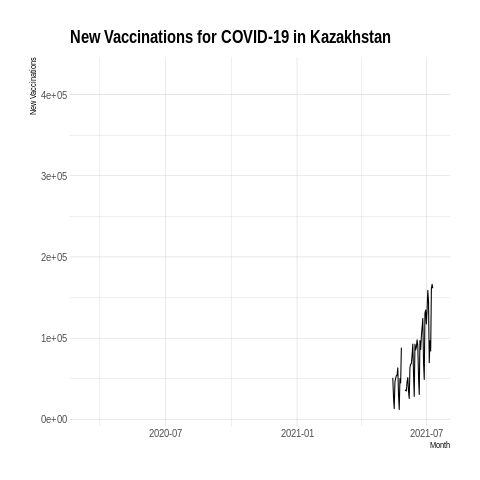 New Vaccinations for COVID-19 in Kazakhstan
New Vaccinations
4e+05
3e+05
2e+05
1e+05
0e+00
2020-07
2021-01
2021-07
Month